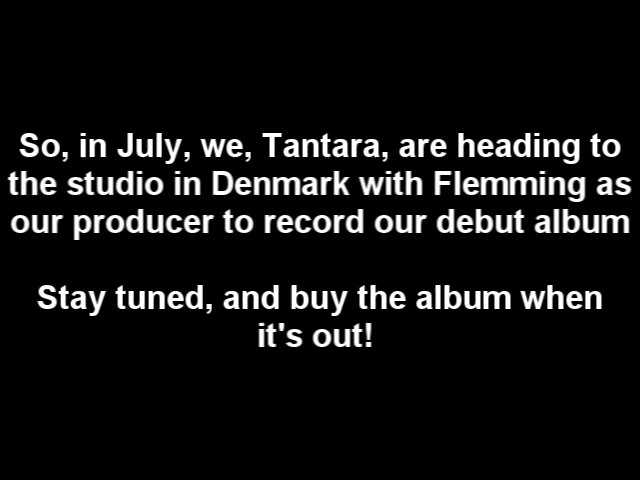 So, in July, we, Tantara, are heading to
the studio in Denmark with Flemming as
our producer to record our debut album
Stay tuned, and buy the album when
it's out!